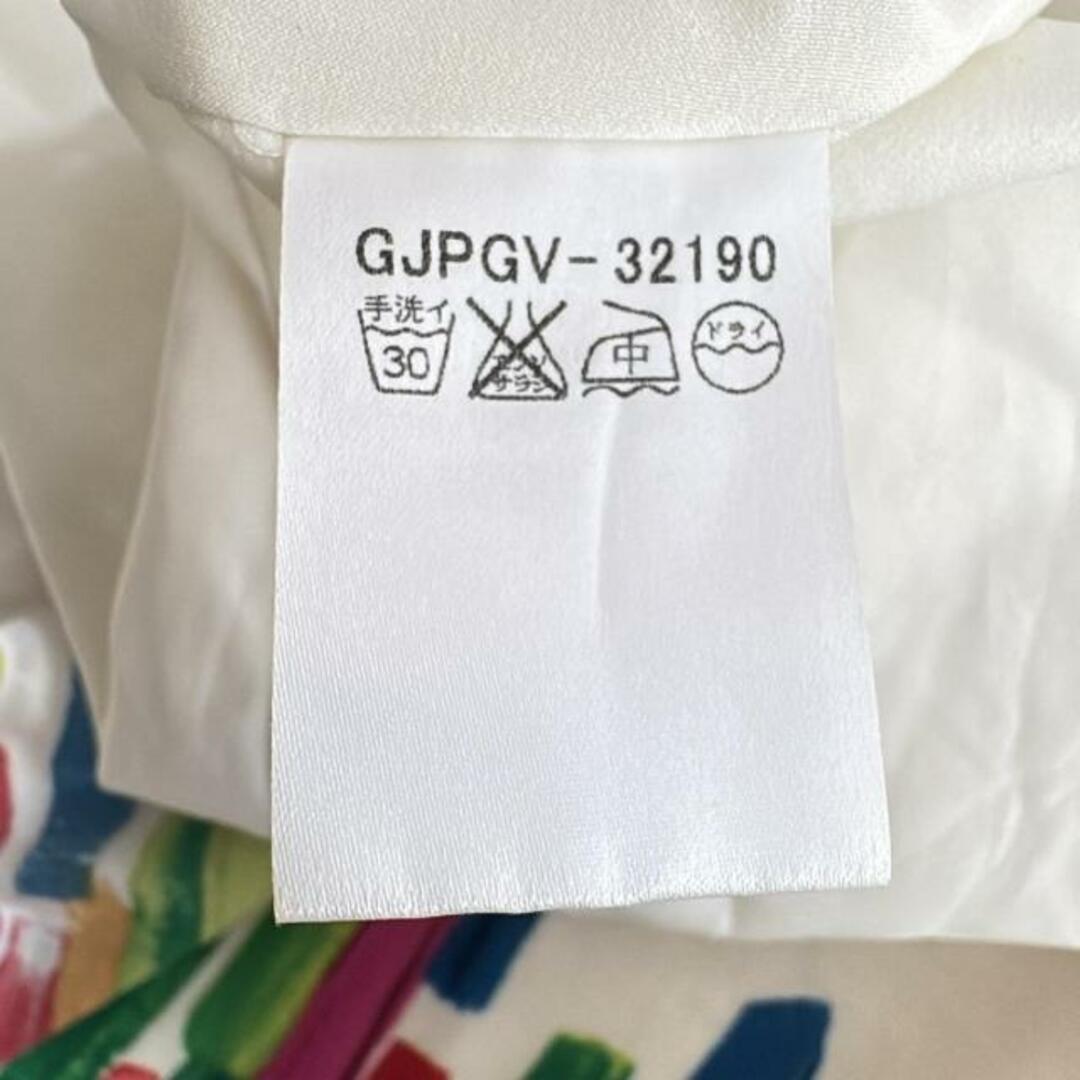 GJPGV-32190
手洗イ
30
エンソ
サラシ
中
ドライ